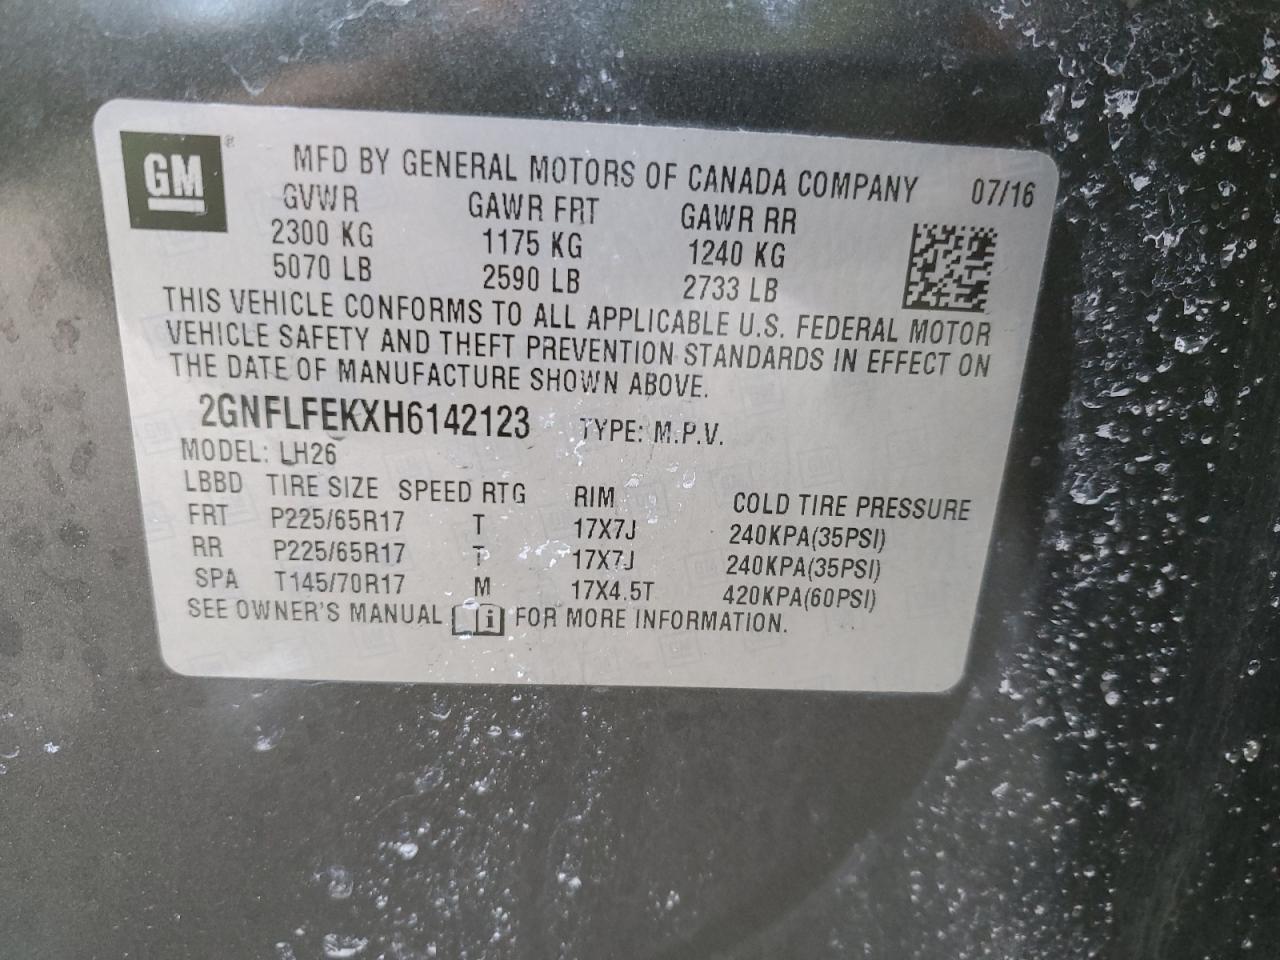 GM ®
MFD BY GENERAL MOTORS OF CANADA COMPANY 07/16
GVWR GAWR FRT GAWR RR
2300 KG 1175 KG 1240 KG
5070 LB 2590 LB 2733 LB
THIS VEHICLE CONFORMS TO ALL APPLICABLE U.S. FEDERAL MOTOR
VEHICLE SAFETY AND THEFT PREVENTION STANDARDS IN EFFECT ON
THE DATE OF MANUFACTURE SHOWN ABOVE.
2GNFLFEKXH6142123 TYPE: M.P.V.
MODEL: LH26
LBBD TIRE SIZE SPEED RTG RIM COLD TIRE PRESSURE
FRT P225/65R17 T 17X7J 240KPA(35PSI)
RR P225/65R17 T 17X7J 240KPA(35PSI)
SPA T145/70R17 M 17X4.5T 420KPA(60PSI)
SEE OWNER'S MANUAL i FOR MORE INFORMATION.